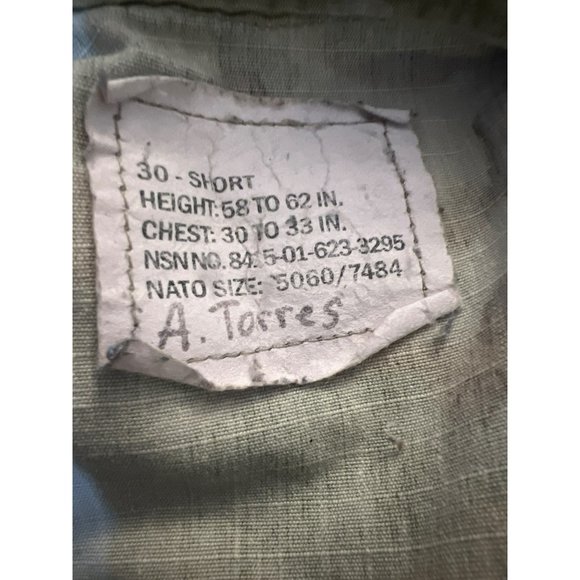 30 - SHORT
HEIGHT: 58 TO 62 IN.
CHEST: 30 TO 33 IN.
NSN NO. 8415-01-623-3295
NATO SIZE: 5060/7484
A. Torres